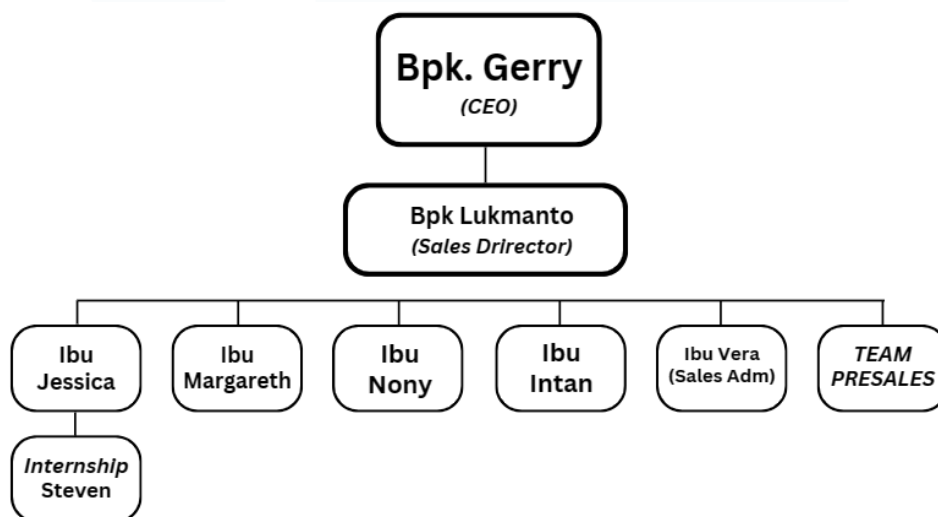 Bpk. Gerry
(CEO)
Bpk Lukmanto
(Sales Drirector)
Ibu
Jessica
Ibu
Margareth
Ibu
Nony
Ibu
Intan
Ibu Vera
(Sales Adm)
TEAM
PRESALES
Internship
Steven